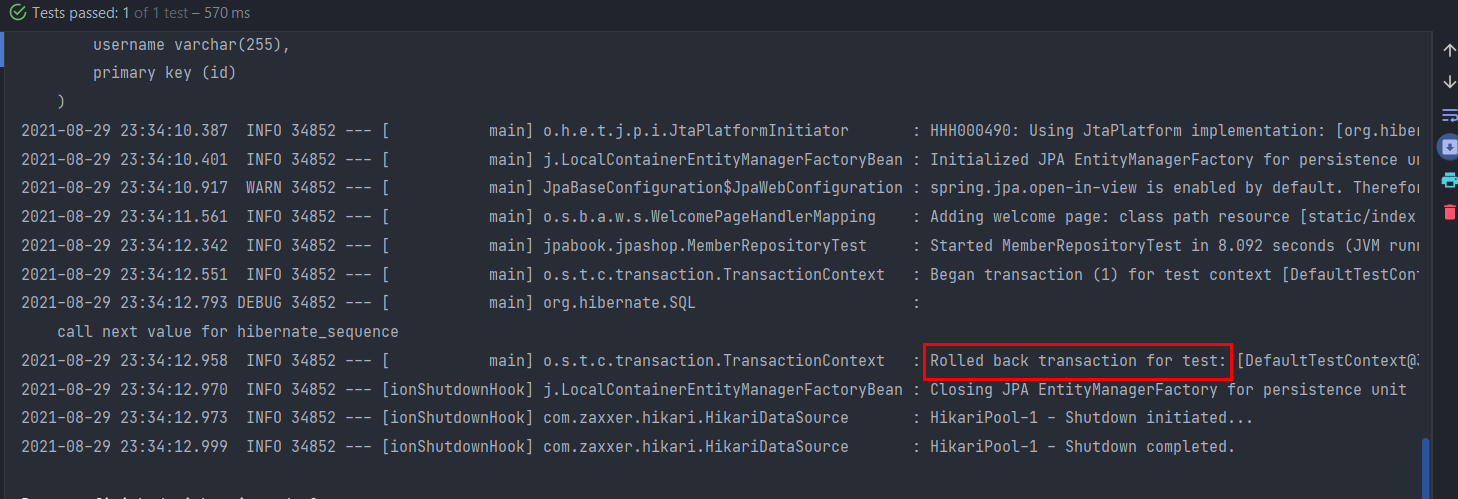 Tests passed: 1 of 1 test – 570 ms
username varchar(255),
primary key (id)
)
2021-08-29 23:34:10.387  INFO 34852 --- [           main] o.h.e.t.j.p.i.JtaPlatformInitiator       : HHH000490: Using JtaPlatform implementation: [org.hiber
2021-08-29 23:34:10.401  INFO 34852 --- [           main] j.LocalContainerEntityManagerFactoryBean : Initialized JPA EntityManagerFactory for persistence un
2021-08-29 23:34:10.917  WARN 34852 --- [           main] JpaBaseConfiguration$JpaWebConfiguration : spring.jpa.open-in-view is enabled by default. Therefor
2021-08-29 23:34:11.561  INFO 34852 --- [           main] o.s.b.a.w.s.WelcomePageHandlerMapping    : Adding welcome page: class path resource [static/index
2021-08-29 23:34:12.342  INFO 34852 --- [           main] jpabook.jpashop.MemberRepositoryTest     : Started MemberRepositoryTest in 8.092 seconds (JVM runn
2021-08-29 23:34:12.551  INFO 34852 --- [           main] o.s.t.c.transaction.TransactionContext   : Began transaction (1) for test context [DefaultTestCont
2021-08-29 23:34:12.793 DEBUG 34852 --- [           main] org.hibernate.SQL                        :
call next value for hibernate_sequence
2021-08-29 23:34:12.958  INFO 34852 --- [           main] o.s.t.c.transaction.TransactionContext   : Rolled back transaction for test: [DefaultTestContext@
2021-08-29 23:34:12.970  INFO 34852 --- [ionShutdownHook] j.LocalContainerEntityManagerFactoryBean : Closing JPA EntityManagerFactory for persistence unit
2021-08-29 23:34:12.973  INFO 34852 --- [ionShutdownHook] com.zaxxer.hikari.HikariDataSource       : HikariPool-1 - Shutdown initiated...
2021-08-29 23:34:12.999  INFO 34852 --- [ionShutdownHook] com.zaxxer.hikari.HikariDataSource       : HikariPool-1 - Shutdown completed.